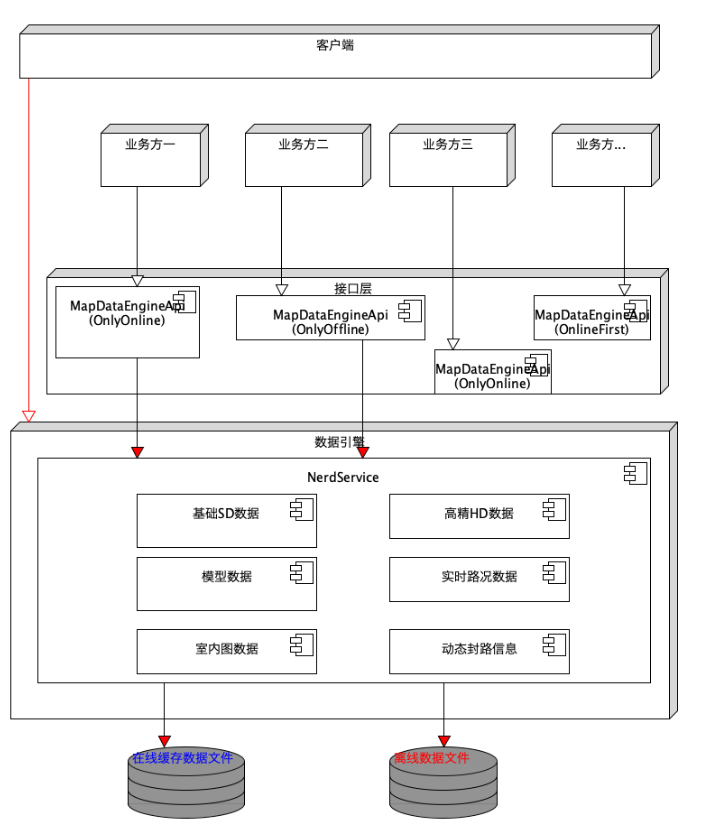 客户端
业务方一
业务方二
业务方三
业务方...
接口层
MapDataEngineApi
(OnlyOnline)
MapDataEngineApi
(OnlyOffline)
MapDataEngineApi
(OnlineFirst)
MapDataEngineApi
(OnlyOnline)
数据引擎
NerdService
基础SD数据
高精HD数据
模型数据
实时路况数据
室内图数据
动态封路信息
在线缓存数据文件
离线数据文件